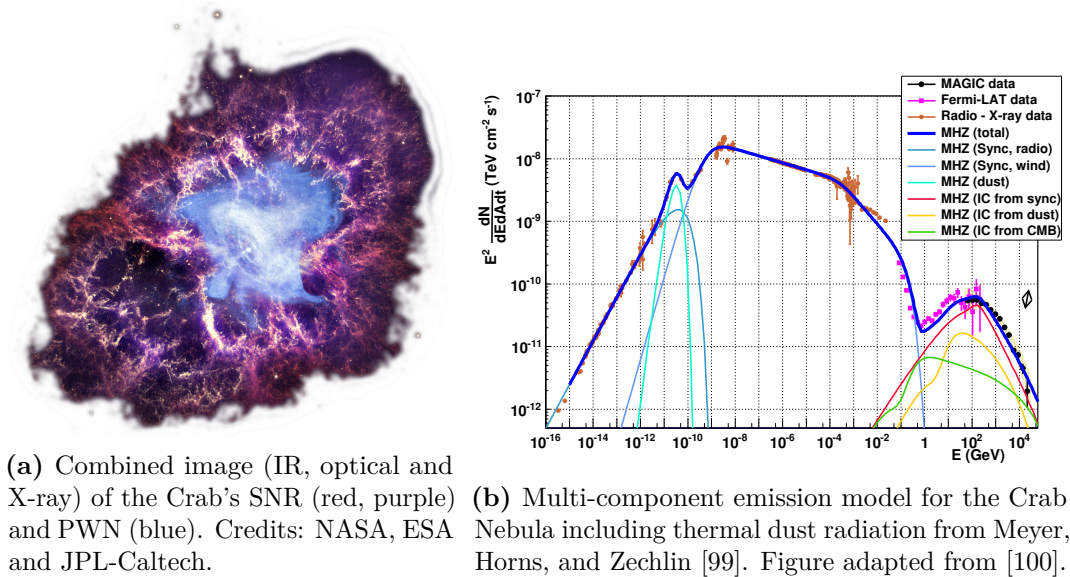 MAGIC data
Fermi-LAT data
Radio - X-ray data
MHZ (total)
MHZ (Sync, radio)
MHZ (Sync, wind)
MHZ (dust)
MHZ (IC from sync)
MHZ (IC from dust)
MHZ (IC from CMB)
E² dN/dEdAdt (TeV cm⁻² s⁻¹)
10⁻⁷
10⁻⁸
10⁻⁹
10⁻¹⁰
10⁻¹¹
10⁻¹²
10⁻¹⁶ 10⁻¹⁴ 10⁻¹² 10⁻¹⁰ 10⁻⁸ 10⁻⁶ 10⁻⁴ 10⁻² 1 10² 10⁴
E (GeV)
(a) Combined image (IR, optical and
X-ray) of the Crab's SNR (red, purple)
and PWN (blue). Credits: NASA, ESA
and JPL-Caltech.
(b) Multi-component emission model for the Crab
Nebula including thermal dust radiation from Meyer,
Horns, and Zechlin [99]. Figure adapted from [100].